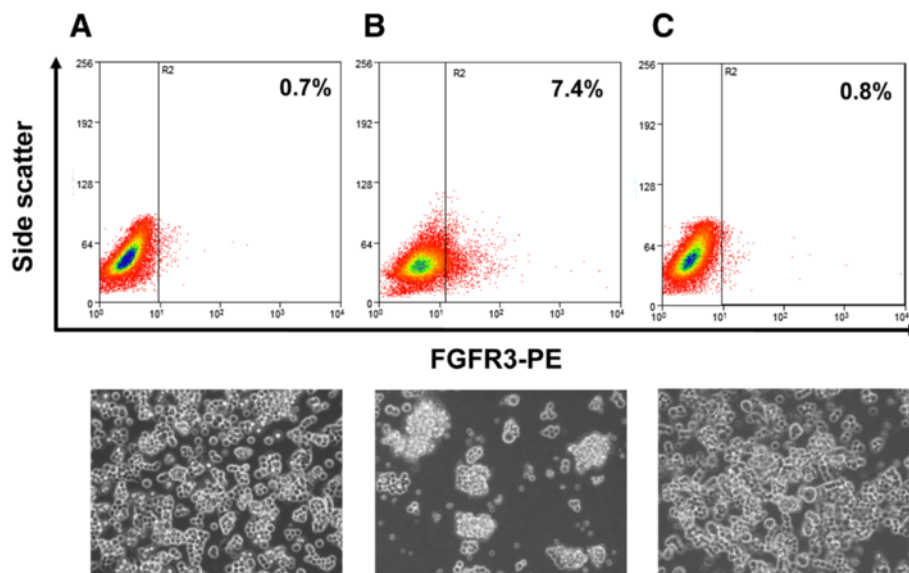 A B C
R2 R2 R2
0.7% 7.4% 0.8%
256 256 256
192 192 192
128 128 128
64 64 64
0 0 0
10⁰ 10¹ 10² 10³ 10⁴ 10⁰ 10¹ 10² 10³ 10⁴ 10⁰ 10¹ 10² 10³ 10⁴
Side scatter
FGFR3-PE